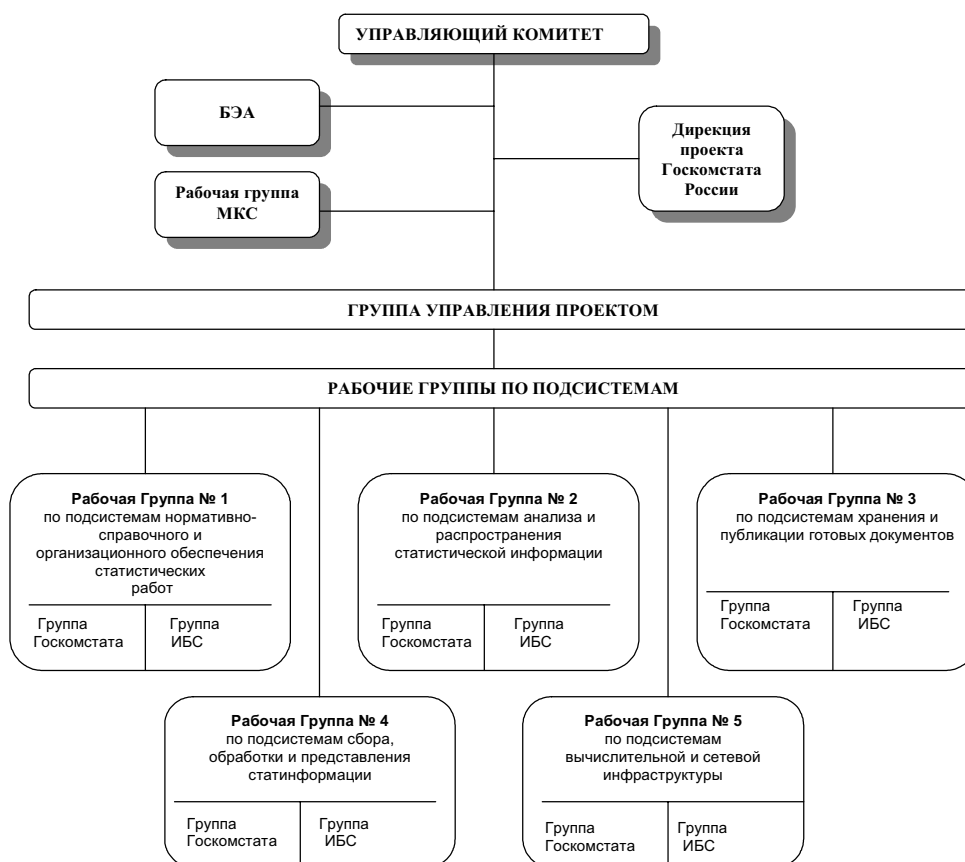 УПРАВЛЯЮЩИЙ КОМИТЕТ
БЭА
Дирекция
проекта
Госкомстата
России
Рабочая группа
МКС
ГРУППА УПРАВЛЕНИЯ ПРОЕКТОМ
РАБОЧИЕ ГРУППЫ ПО ПОДСИСТЕМАМ
Рабочая Группа № 1
по подсистемам нормативно-
справочного и
организационного обеспечения
статистических
работ
Группа
Госкомстата
Группа
ИБС
Рабочая Группа № 2
по подсистемам анализа и
распространения
статистической информации
Группа
Госкомстата
Группа
ИБС
Рабочая Группа № 3
по подсистемам хранения и
публикации готовых документов
Группа
Госкомстата
Группа
ИБС
Рабочая Группа № 4
по подсистемам сбора,
обработки и представления
статинформации
Группа
Госкомстата
Группа
ИБС
Рабочая Группа № 5
по подсистемам
вычислительной и сетевой
инфраструктуры
Группа
Госкомстата
Группа
ИБС